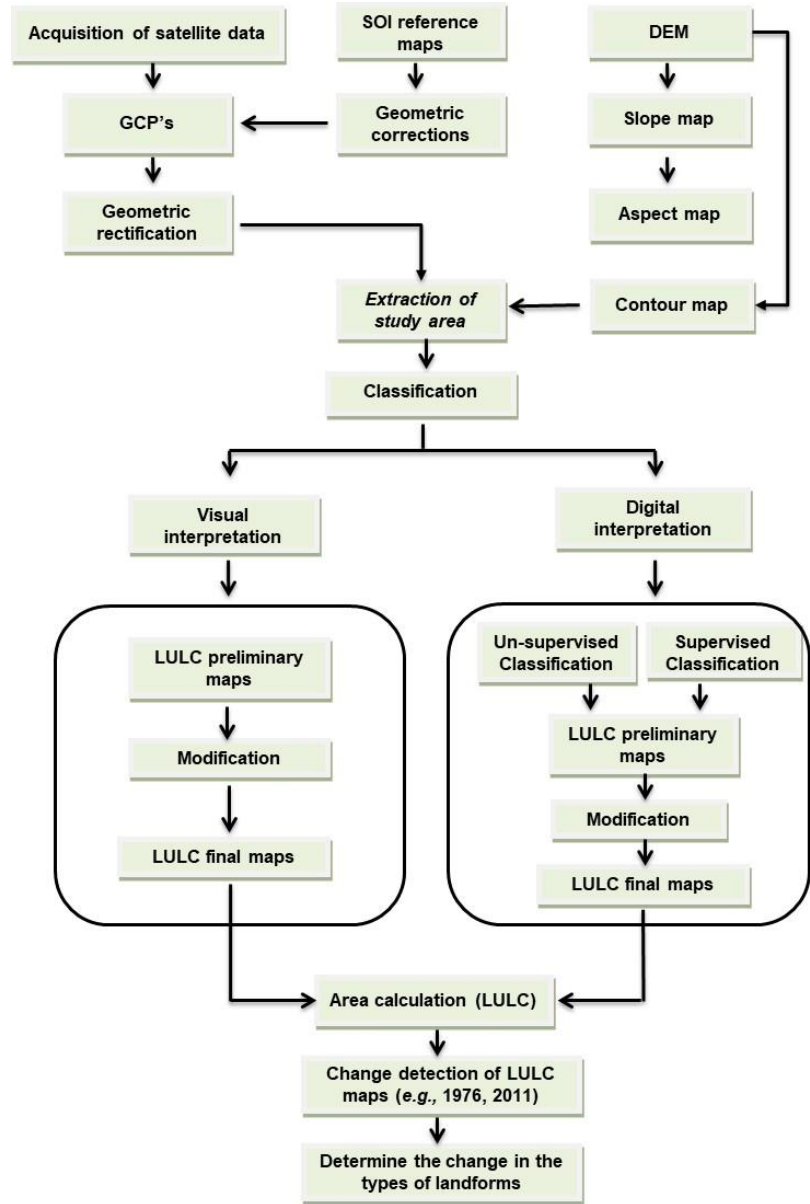 Acquisition of satellite data
SOI reference
maps
DEM
GCP's
Geometric
corrections
Slope map
Geometric
rectification
Aspect map
Extraction of
study area
Contour map
Classification
Visual
interpretation
Digital
interpretation
LULC preliminary
maps
Modification
LULC final maps
Un-supervised
Classification
Supervised
Classification
LULC preliminary
maps
Modification
LULC final maps
Area calculation (LULC)
Change detection of LULC
maps (e.g., 1976, 2011)
Determine the change in the
types of landforms